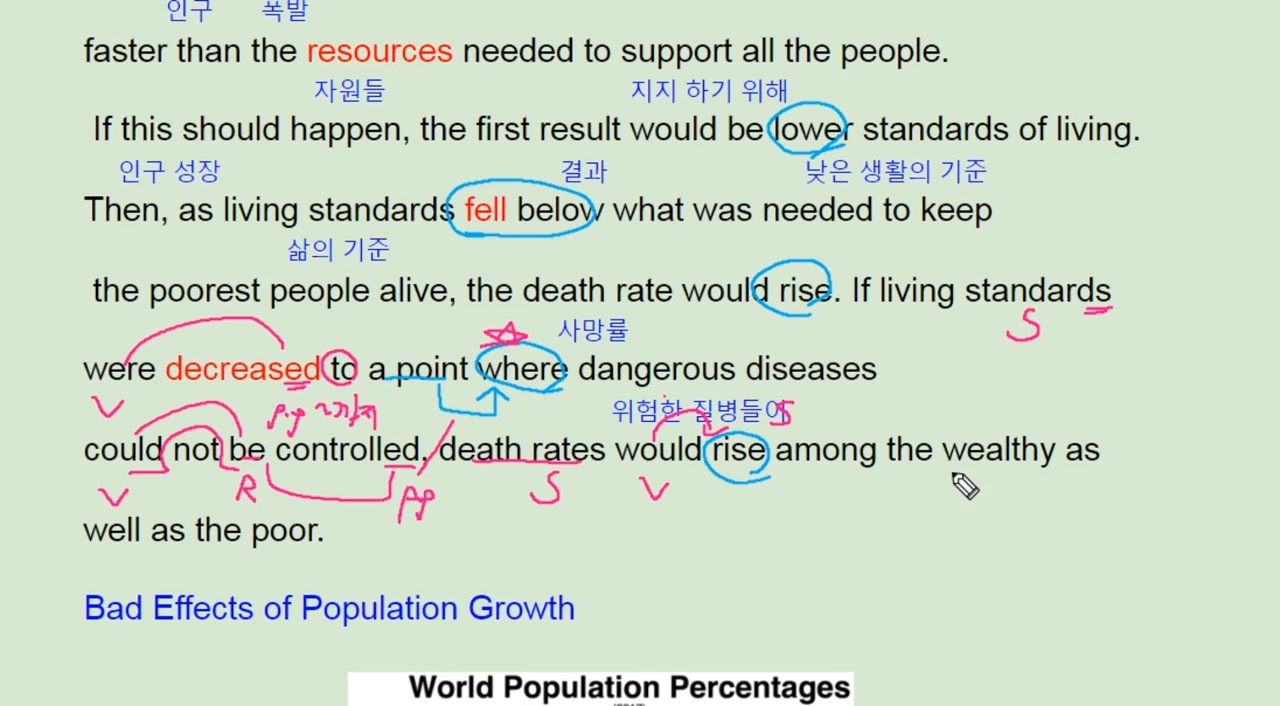 인구 폭발
faster than the resources needed to support all the people.
자원들 지지 하기 위해
If this should happen, the first result would be lower standards of living.
인구 성장 결과 낮은 생활의 기준
Then, as living standards fell below what was needed to keep
삶의 기준
the poorest people alive, the death rate would rise. If living standards
S
사망률
were decreased to a point where dangerous diseases
V p.p ~까지 위험한 질병들이 S
could not be controlled, death rates would rise among the wealthy as
V R pp S V
well as the poor.
Bad Effects of Population Growth
World Population Percentages